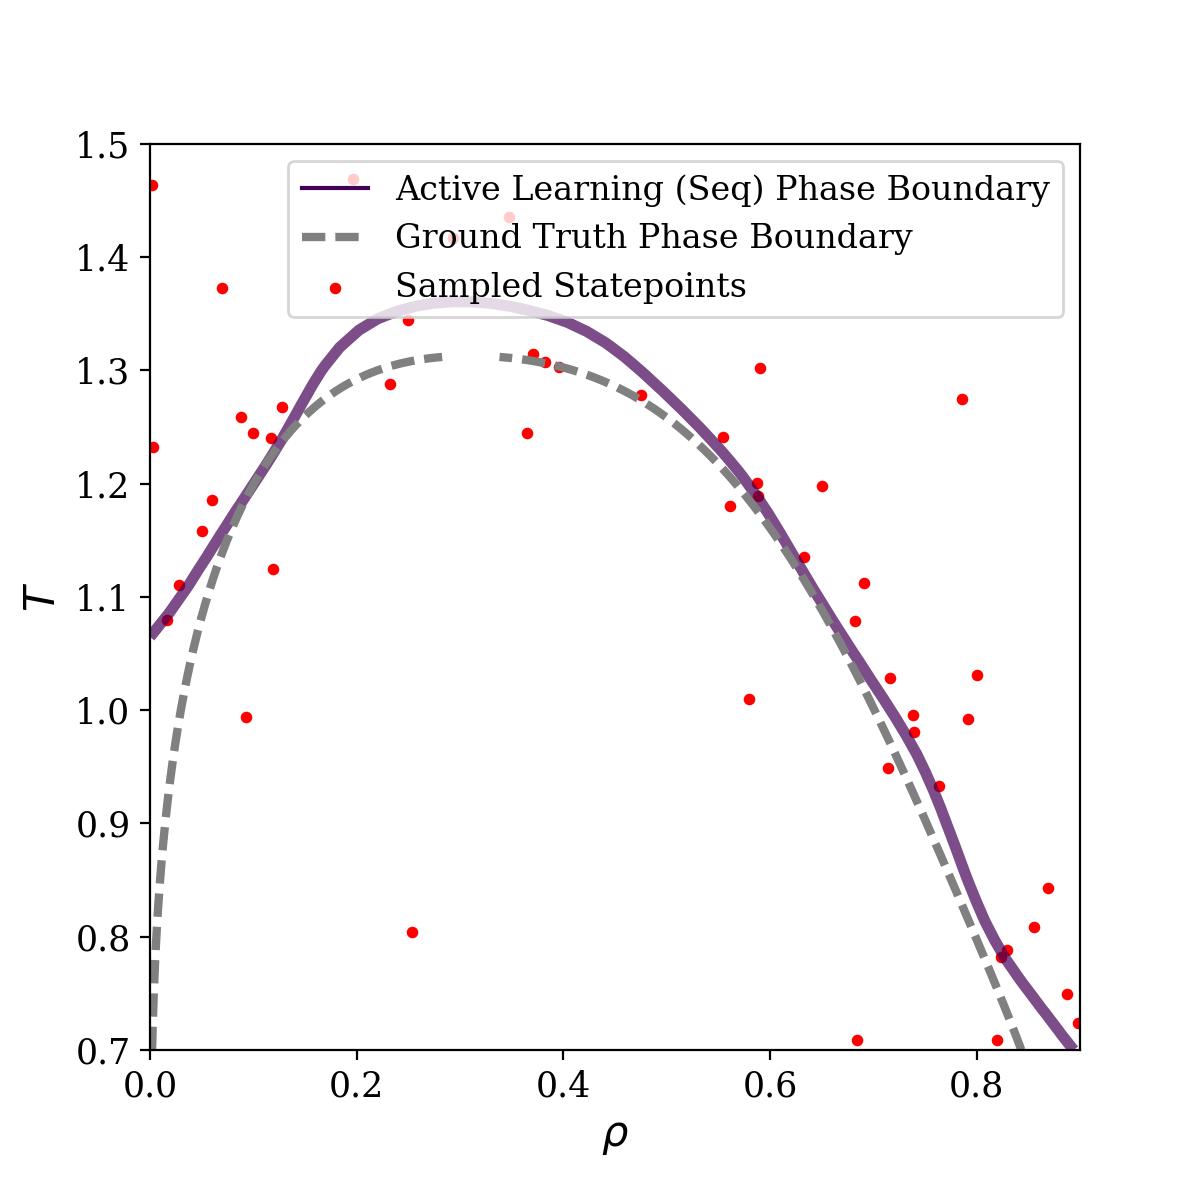 1.5
1.4
1.3
1.2
1.1
1.0
0.9
0.8
0.7
T
Active Learning (Seq) Phase Boundary
Ground Truth Phase Boundary
Sampled Statepoints
0.0 0.2 0.4 0.6 0.8
ρ